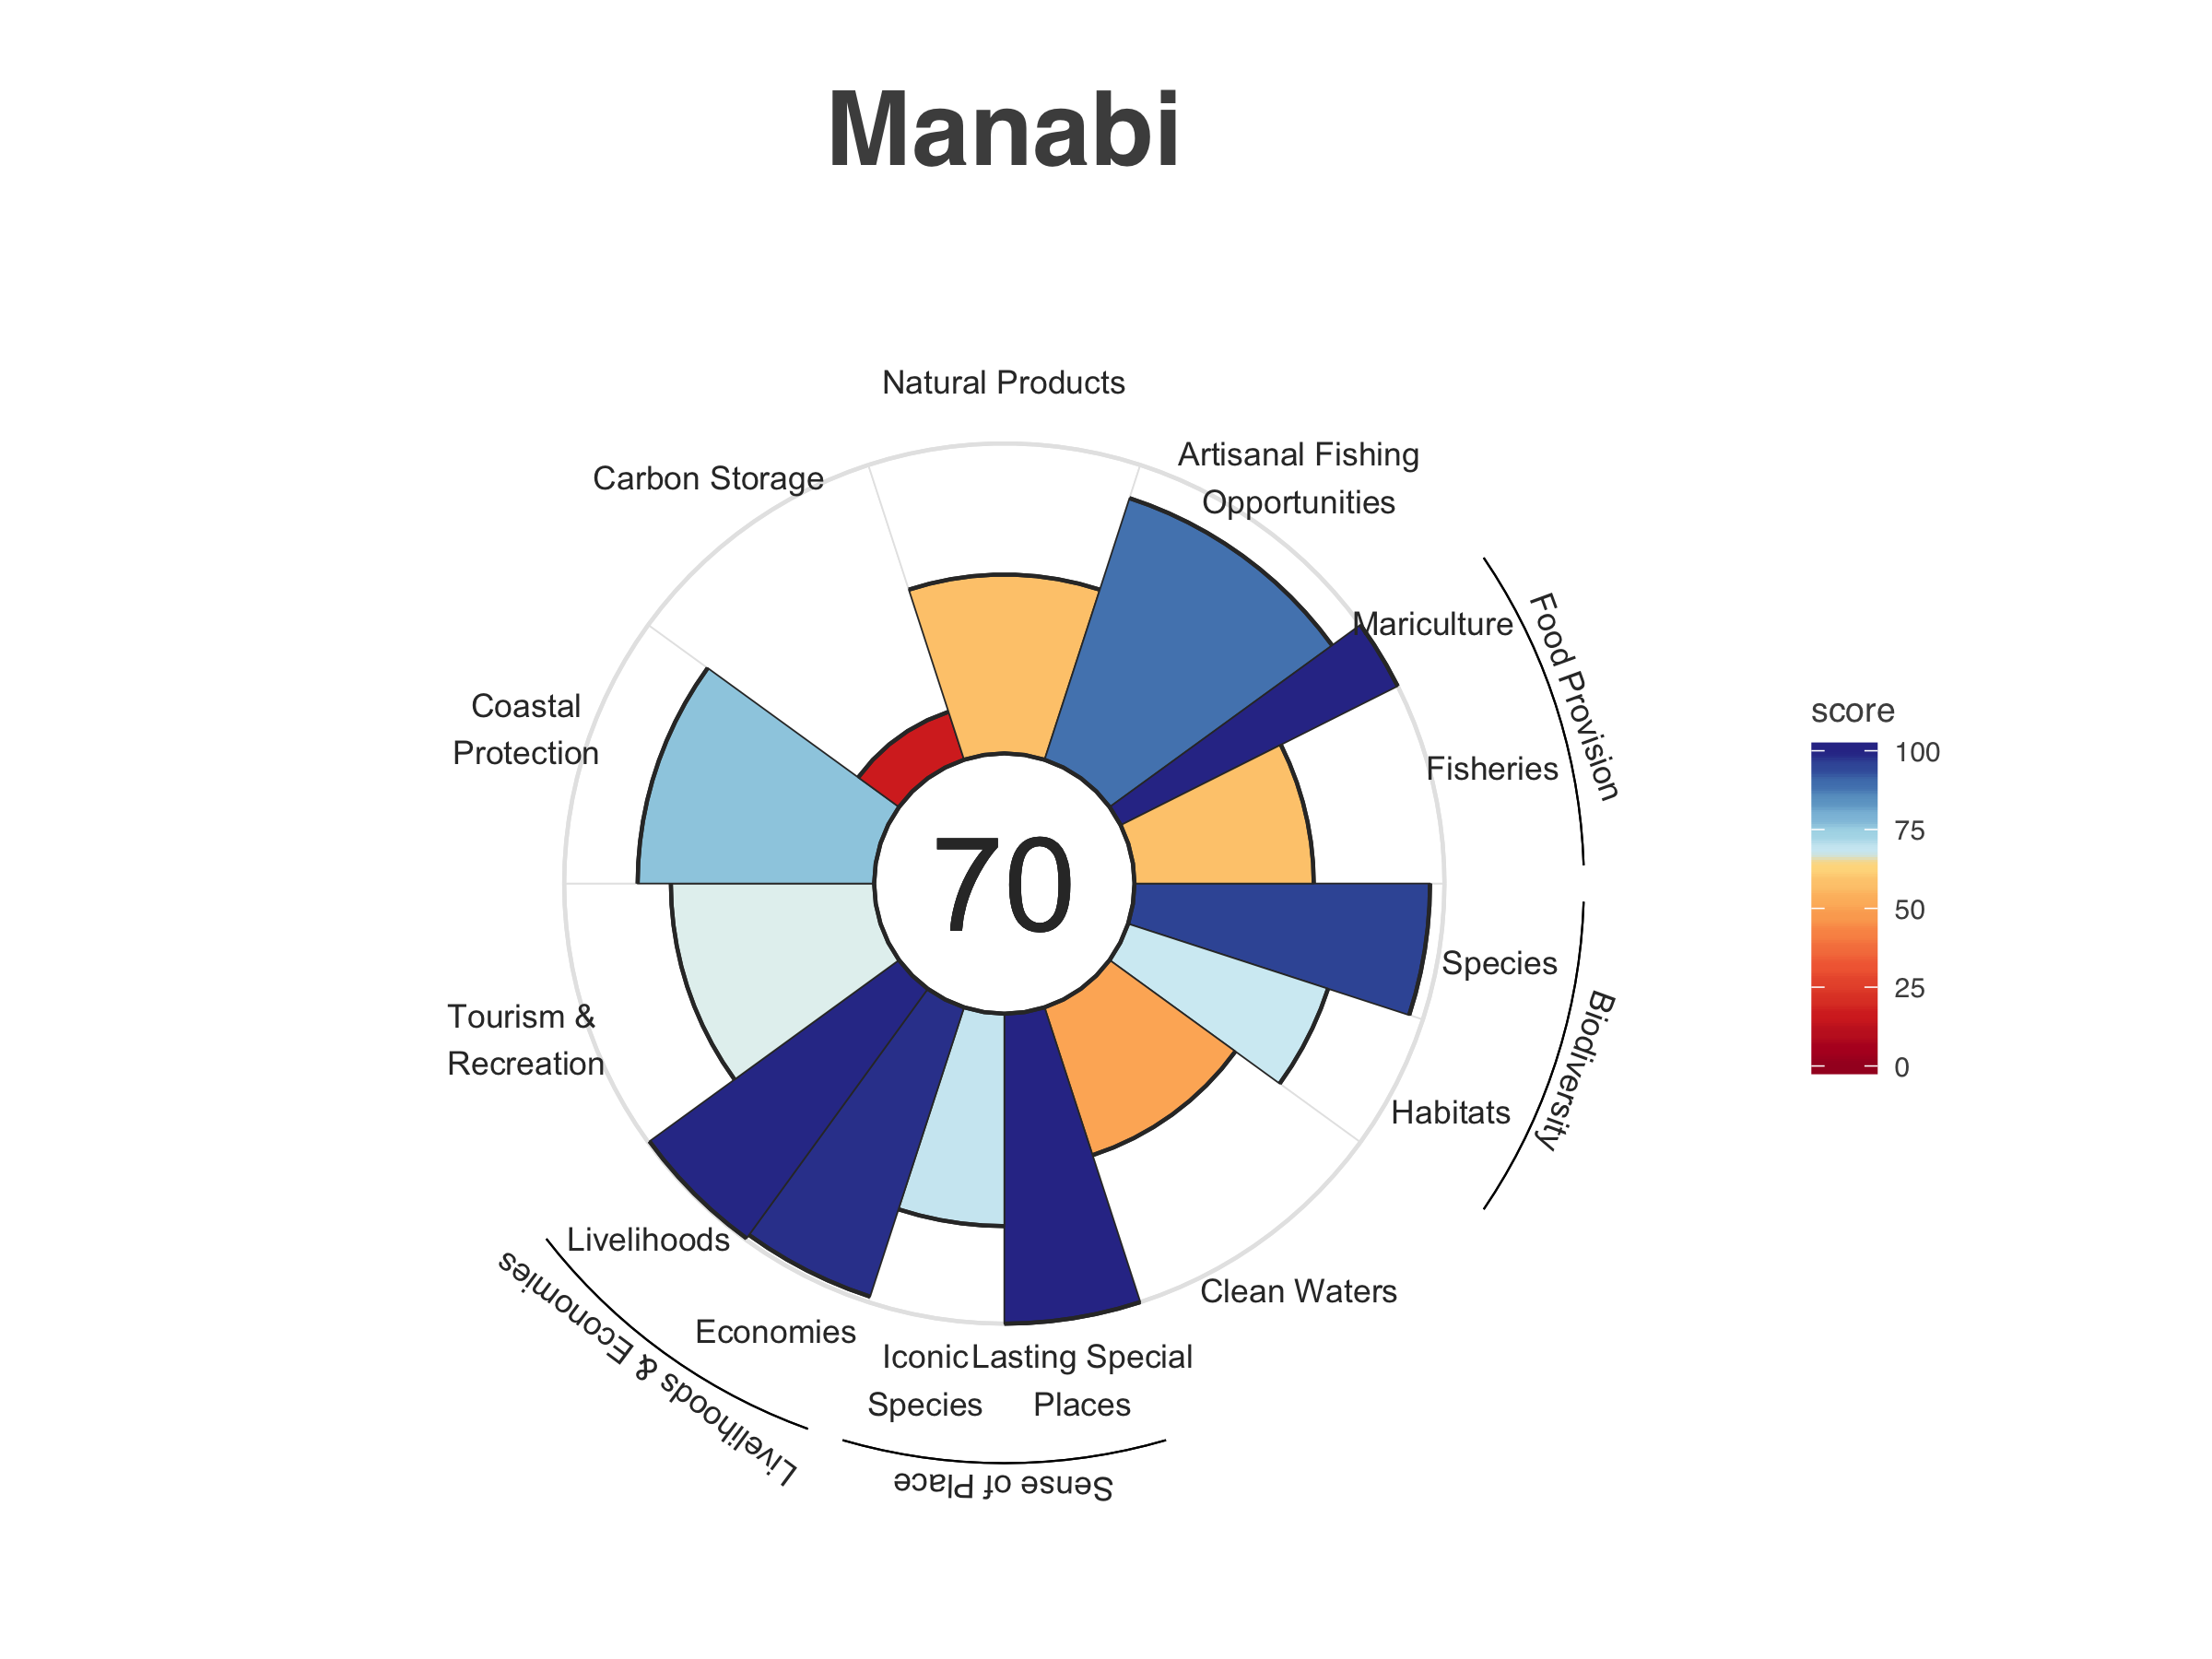 Manabi
Natural Products
Artisanal Fishing
Opportunities
Carbon Storage
Mariculture
Food Provision
Coastal
Protection
Fisheries
score
100
75
50
25
0
70
Species
Biodiversity
Tourism &
Recreation
Habitats
Livelihoods
Clean Waters
Economies
Livelihoods & Economies
Iconic
Species
Lasting Special
Places
Sense of Place